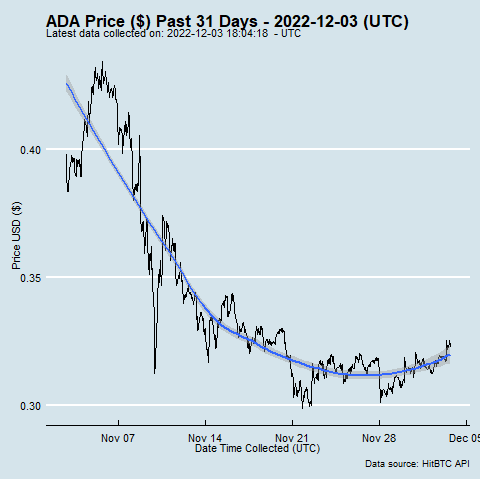 ADA Price ($) Past 31 Days - 2022-12-03 (UTC)
Latest data collected on: 2022-12-03 18:04:18 - UTC
0.40
0.35
0.30
Price USD ($)
Nov 07 Nov 14 Nov 21 Nov 28 Dec 05
Date Time Collected (UTC)
Data source: HitBTC API